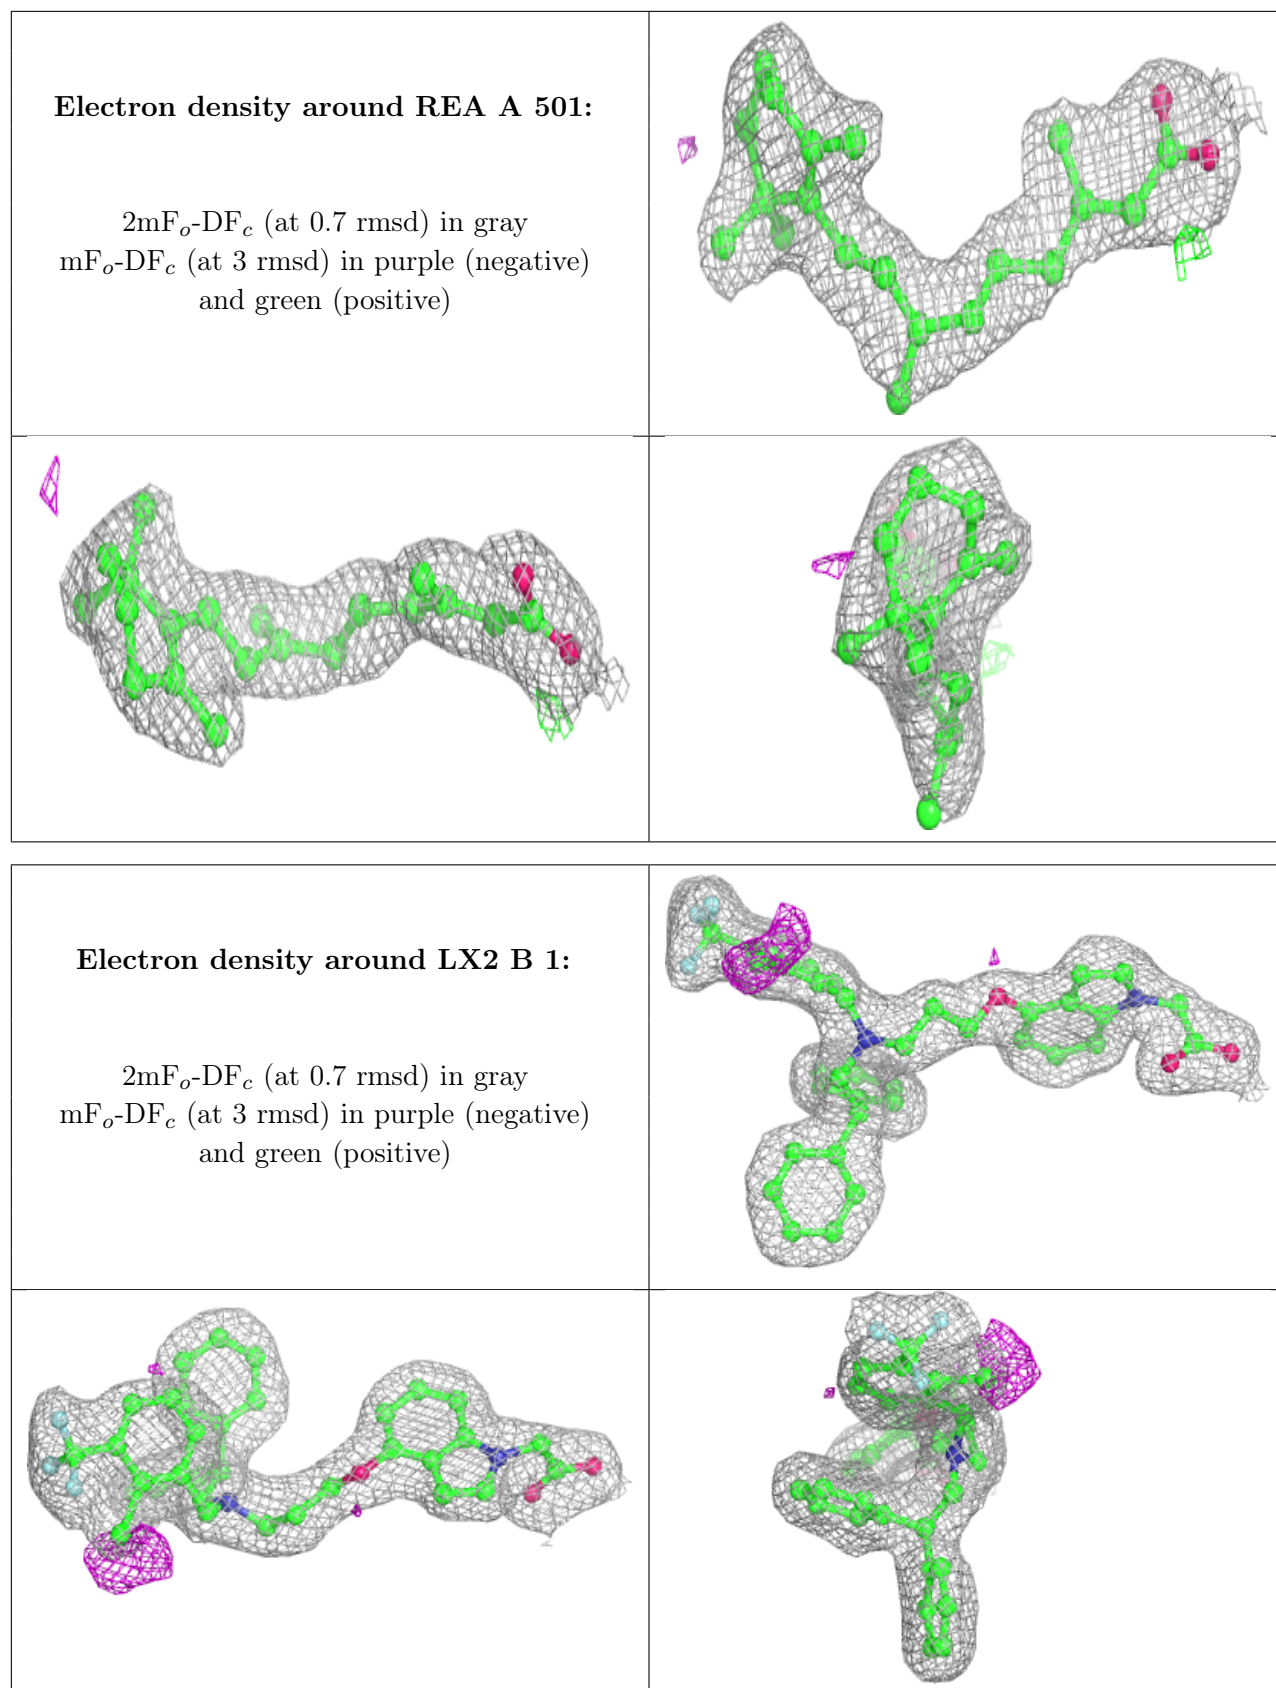 Electron density around REA A 501:
2mFo-DFc (at 0.7 rmsd) in gray
mFo-DFc (at 3 rmsd) in purple (negative)
and green (positive)
Electron density around LX2 B 1:
2mFo-DFc (at 0.7 rmsd) in gray
mFo-DFc (at 3 rmsd) in purple (negative)
and green (positive)